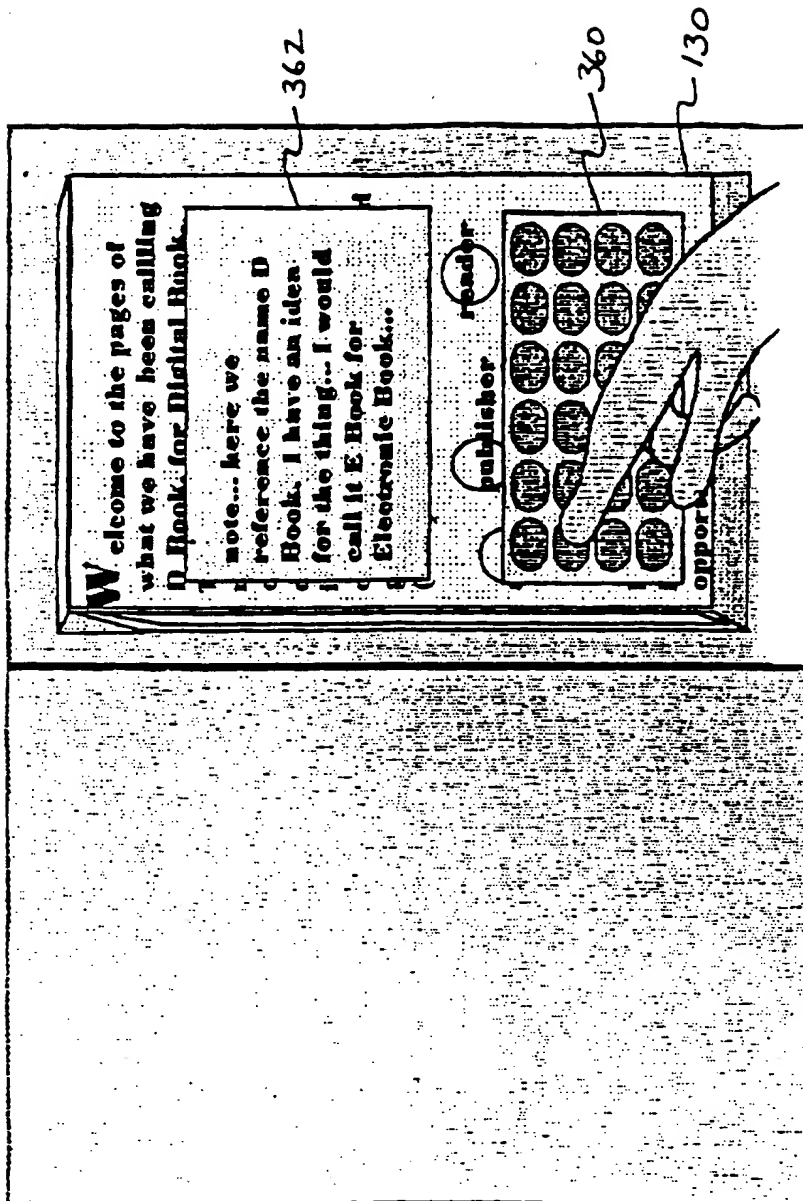 Welcome to the pages of
what we have been callling
D Book, for Digital Book.
note... here we
reference the name D
Book. I have an idea
for the thing... I would
call it E Book for
Electronic Book...
publisher
reader
oppor
362
360
130